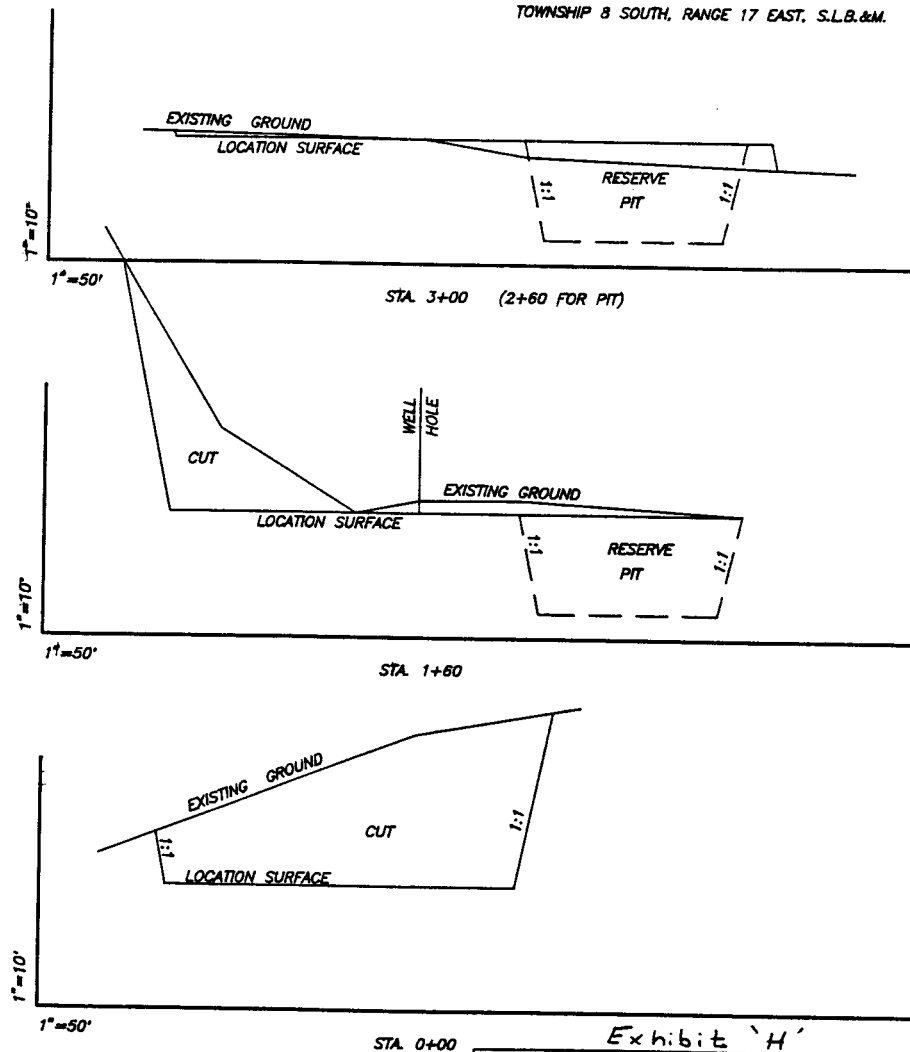 TOWNSHIP 8 SOUTH, RANGE 17 EAST, S.L.B.&M.
EXISTING GROUND
LOCATION SURFACE
1:1
RESERVE
PIT
1:1
1"=10'
1"=50'
STA. 3+00 (2+60 FOR PIT)
WELL
HOLE
CUT
EXISTING GROUND
LOCATION SURFACE
1:1
RESERVE
PIT
1:1
1"=10'
1"=50'
STA. 1+60
EXISTING GROUND
CUT
1:1
1:1
LOCATION SURFACE
1"=10'
1"=50'
STA. 0+00
Exhibit 'H'